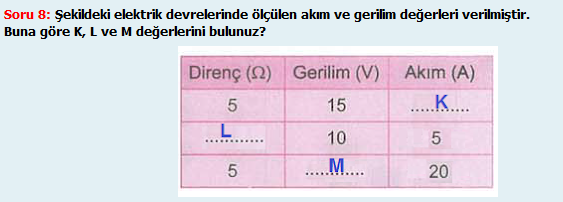 Soru 8: Şekildeki elektrik devrelerinde ölçülen akım ve gerilim değerleri verilmiştir.
Buna göre K, L ve M değerlerini bulunuz?
Direnç (Ω) Gerilim (V) Akım (A)
5 15 .....K.....
...L......... 10 5
5 .....M..... 20